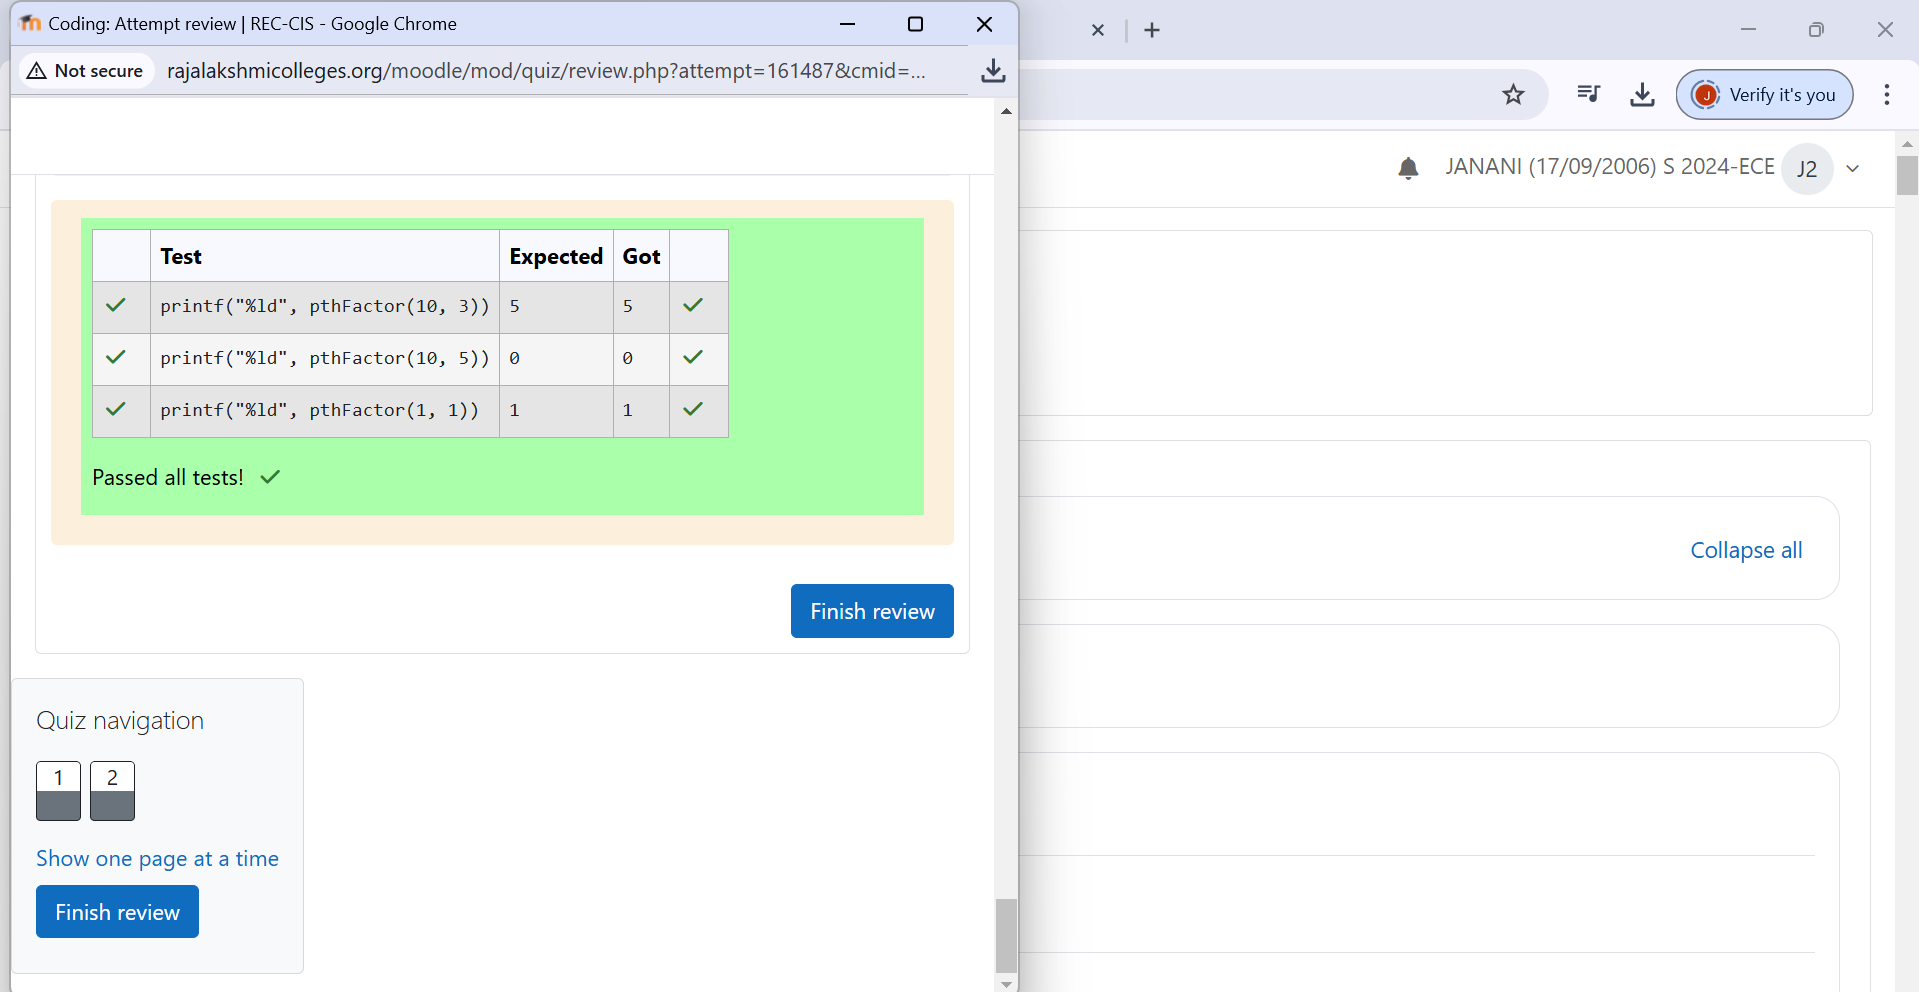 Coding: Attempt review | REC-CIS - Google Chrome
Not secure rajalakshmicolleges.org/moodle/mod/quiz/review.php?attempt=161487&cmid=...
Verify it's you
JANANI (17/09/2006) S 2024-ECE J2
Test Expected Got
printf("%ld", pthFactor(10, 3)) 5 5
printf("%ld", pthFactor(10, 5)) 0 0
printf("%ld", pthFactor(1, 1)) 1 1
Passed all tests!
Finish review
Collapse all
Quiz navigation
1 2
Show one page at a time
Finish review